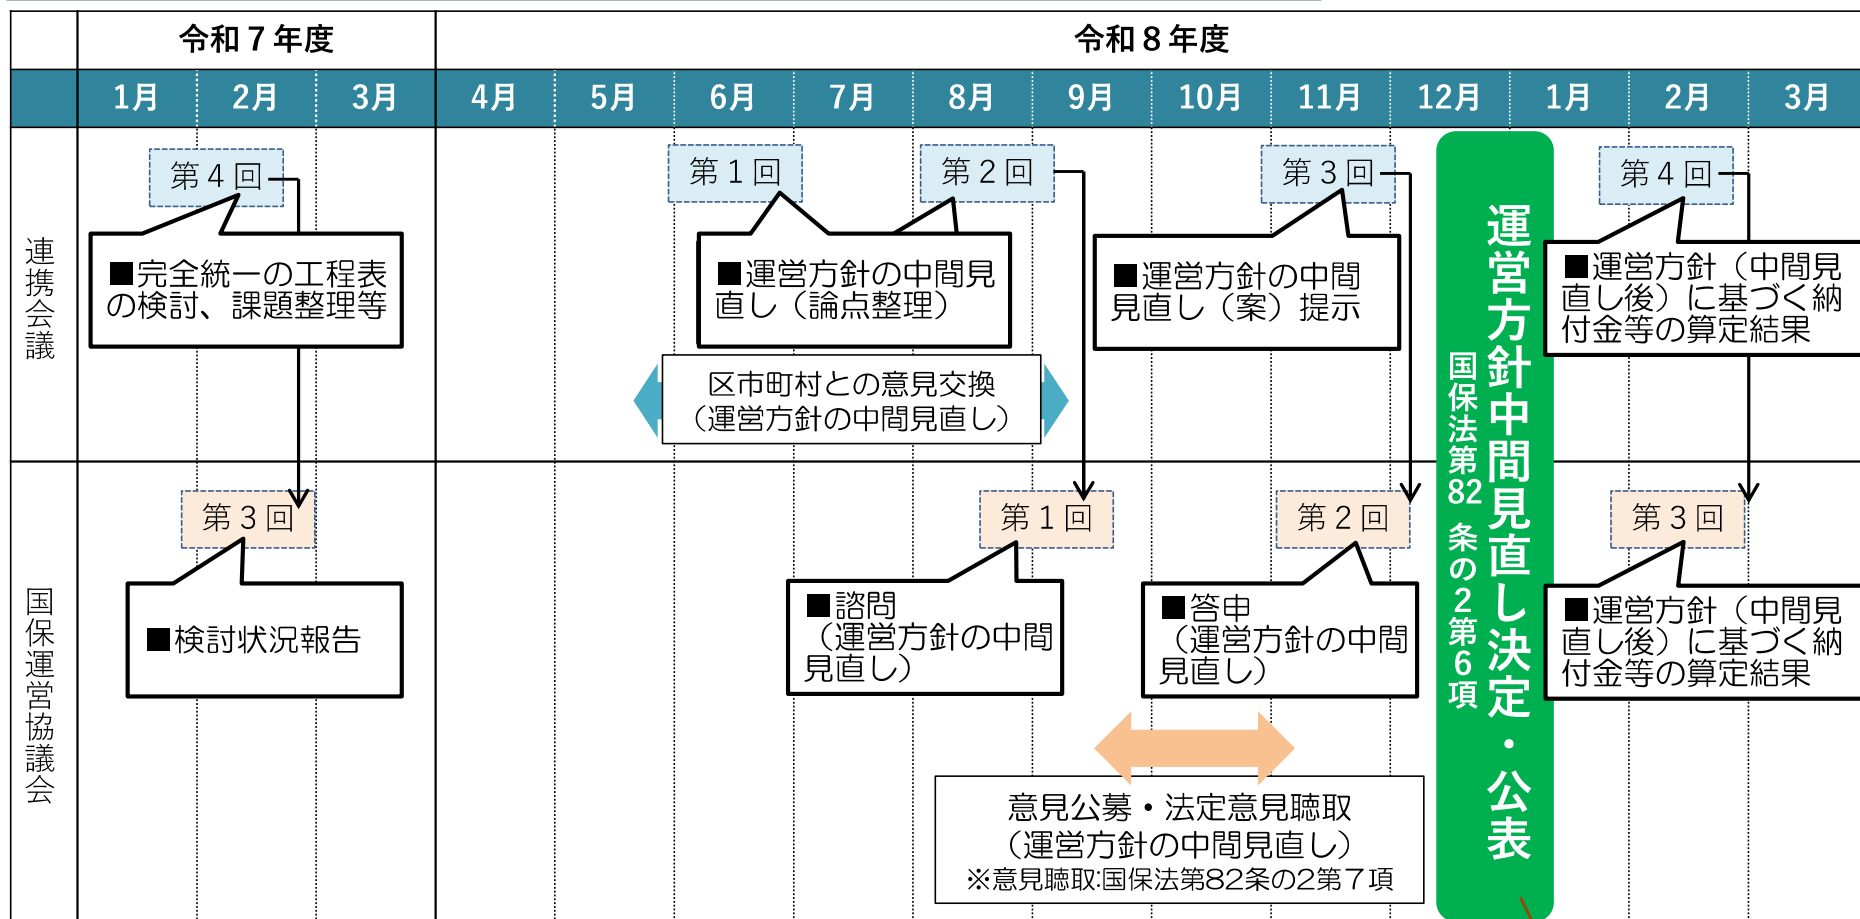 令和７年度
令和８年度
1月
2月
3月
4月
5月
6月
7月
8月
9月
10月
11月
12月
1月
2月
3月
連携会議
第４回
■完全統一の工程表
の検討、課題整理等
第１回
第２回
■運営方針の中間見
直し（論点整理）
区市町村との意見交換
（運営方針の中間見直し）
第３回
■運営方針の中間
見直し（案）提示
第４回
■運営方針（中間見
直し後）に基づく納
付金等の算定結果
運営方針中間見直し決定・公表
国保法第82条の２第６項
国保運営協議会
第３回
■検討状況報告
第１回
■諮問
（運営方針の中間
見直し）
第２回
■答申
（運営方針の中間
見直し）
第３回
■運営方針（中間見
直し後）に基づく納
付金等の算定結果
意見公募・法定意見聴取
（運営方針の中間見直し）
※意見聴取:国保法第82条の2第７項